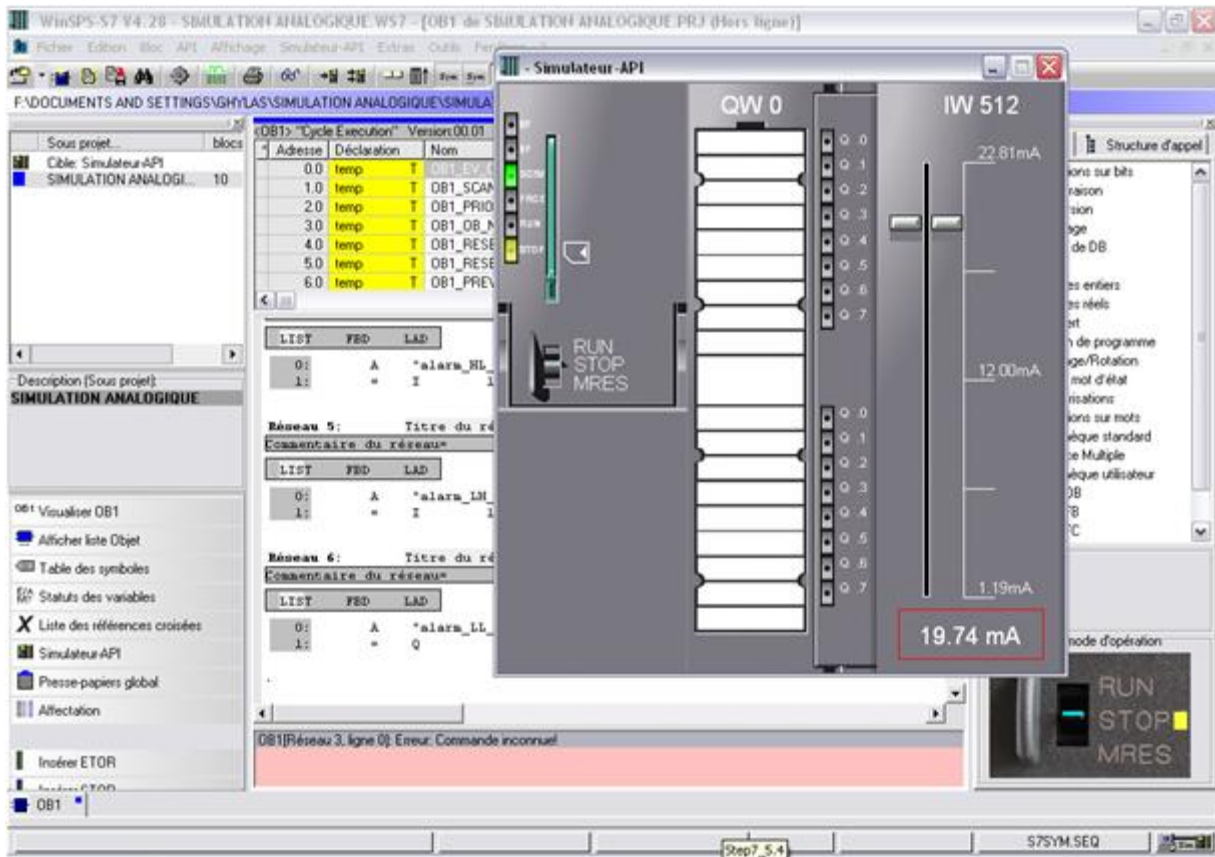 WinSPS-S7 V4.28 - SIMULATION ANALOGIQUE.WS7 - [OB1 de SIMULATION ANALOGIQUE.PRJ (Hors ligne)]
Fichier Edition Bloc API Affichage Simulateur-API Extras Outils
F:\DOCUMENTS AND SETTINGS\GHYLAS\SIMULATION ANALOGIQUE\SIMULA
Sous projet... blocs
Cible: Simulateur-API
SIMULATION ANALOGI... 10
Description (Sous projet):
SIMULATION ANALOGIQUE
Visualiser OB1
Afficher liste Objet
Table des symboles
Statuts des variables
Liste des références croisées
Simulateur-API
Presse-papiers global
Affectation
Insérer ETOR
OB1
<OB1> "Cycle Execution" Version:00.01
Adresse Déclaration Nom
0.0 temp T
1.0 temp T OB1_SCAN
2.0 temp T OB1_PRIO
3.0 temp T OB1_OB_N
4.0 temp T OB1_RESE
5.0 temp T OB1_RESE
6.0 temp T OB1_PREV
LIST FBD LAD
0: A "alarm_HL_
1: = I 1
Réseau 5: Titre du ré
Commentaire du réseau=
LIST FBD LAD
0: A "alarm_LH_
1: = I 1
Réseau 6: Titre du ré
Commentaire du réseau=
LIST FBD LAD
0: A "alarm_LL_
1: = Q
OB1[Réseau 3, ligne 0]: Erreur: Commande inconnue!
- Simulateur-API
RUN
STOP
RUN
STOP
MRES
QW 0
Q .0
Q .1
Q .2
Q .3
Q .4
Q .5
Q .6
Q .7
Q .0
Q .1
Q .2
Q .3
Q .4
Q .5
Q .6
Q .7
IW 512
22.81mA
12.00mA
1.19mA
19.74 mA
Structure d'appel
ions sur bits
raison
sion
de DB
es entiers
es réels
n de programme
ge/Rotation
mot d'état
risations
ions sur mots
èque standard
ce Multiple
èque utilisateur
DB
FB
FC
mode d'opération
RUN
STOP
MRES
Step7_5.4
S7SYM.SEQ